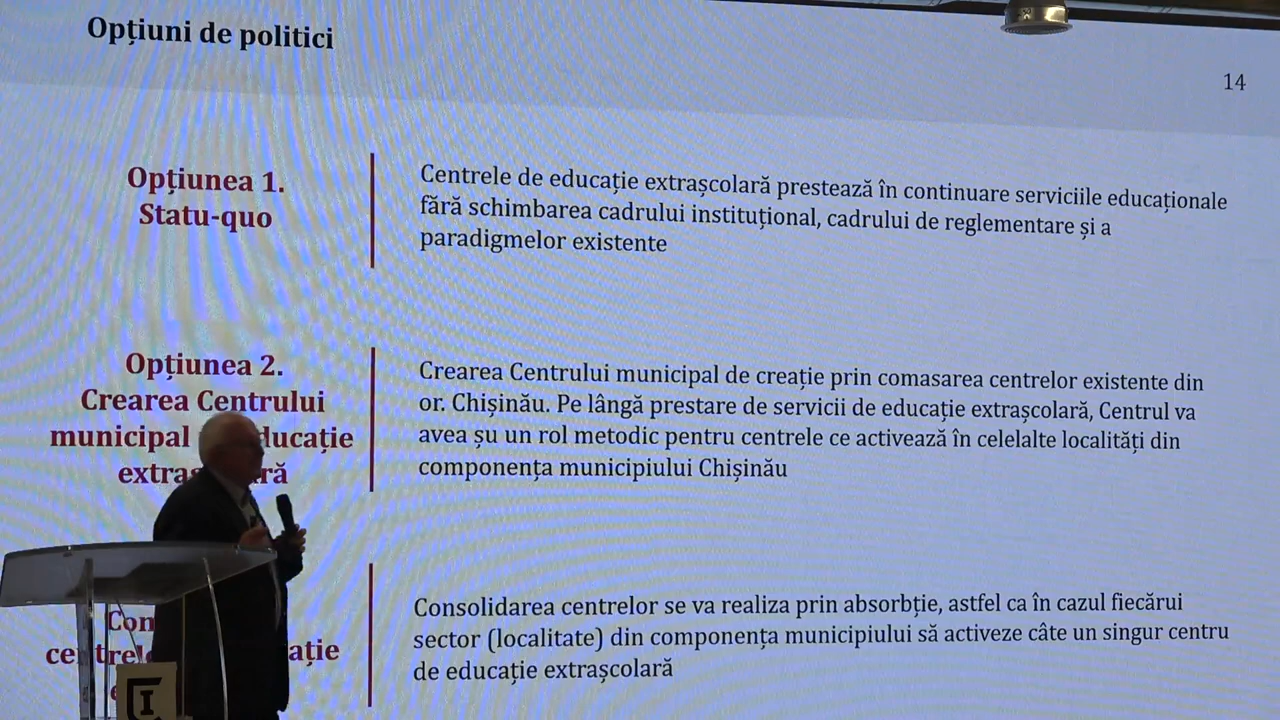 Opțiuni de politici
14
Opțiunea 1.
Statu-quo
Centrele de educație extrașcolară prestează în continuare serviciile educaționale
fără schimbarea cadrului instituțional, cadrului de reglementare și a
paradigmelor existente
Opțiunea 2.
Crearea Centrului
municipal
Crearea Centrului municipal de creație prin comasarea centrelor existente din
or. Chișinău. Pe lângă prestare de servicii de educație extrașcolară, Centrul va
avea șu un rol metodic pentru centrele ce activează în celelalte localități din
componența municipiului Chișinău
Consolidarea centrelor se va realiza prin absorbție, astfel ca în cazul fiecărui
sector (localitate) din componența municipiului să activeze câte un singur centru
de educație extrașcolară